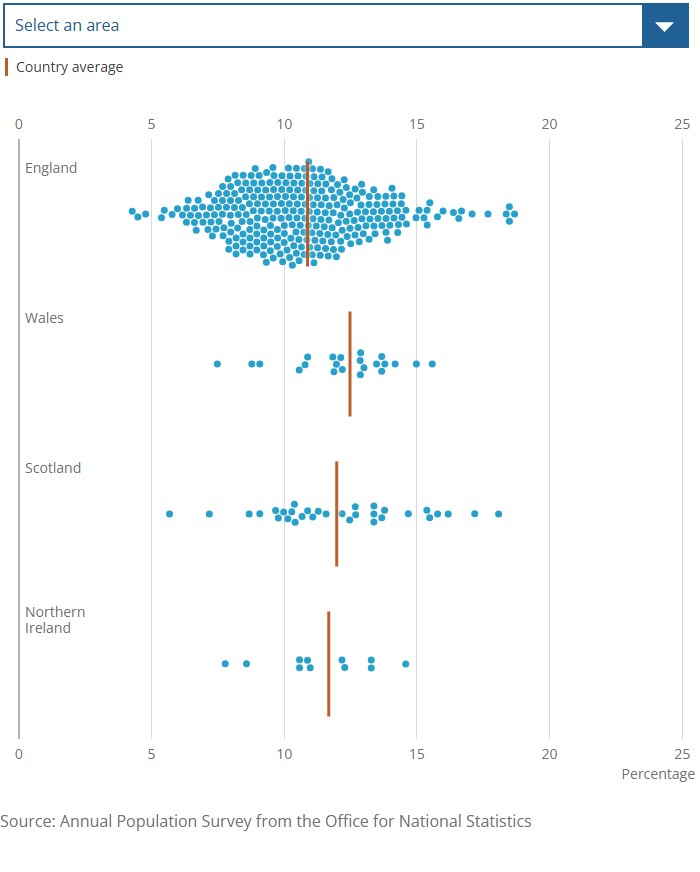 Select an area
Country average
0 5 10 15 20 25
England
Wales
Scotland
Northern
Ireland
0 5 10 15 20 25
Percentage
Source: Annual Population Survey from the Office for National Statistics